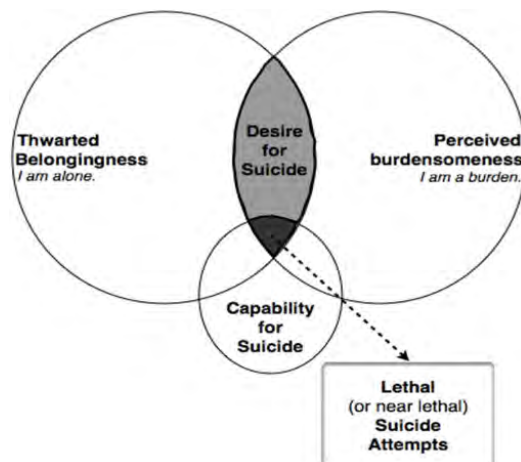 Thwarted
Belongingness
I am alone.
Desire
for
Suicide
Perceived
burdensomeness
I am a burden.
Capability
for
Suicide
Lethal
(or near lethal)
Suicide
Attempts